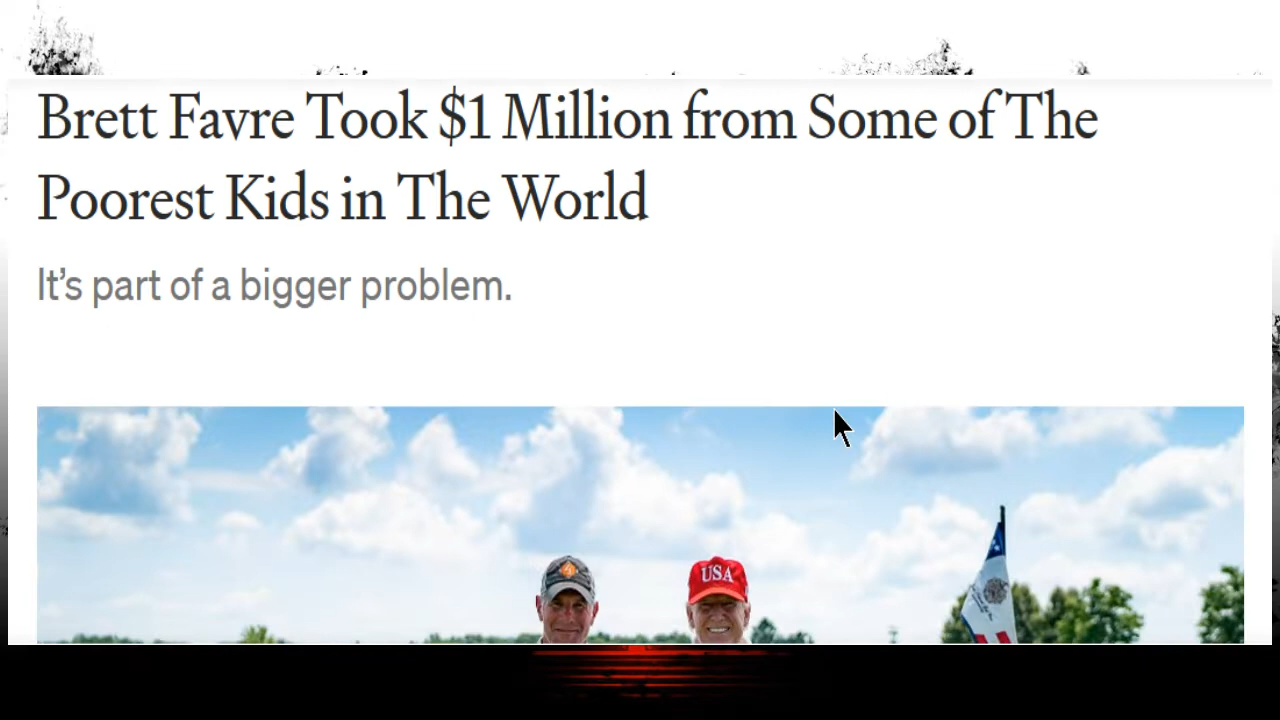 Brett Favre Took $1 Million from Some of The
Poorest Kids in The World
It’s part of a bigger problem.
USA